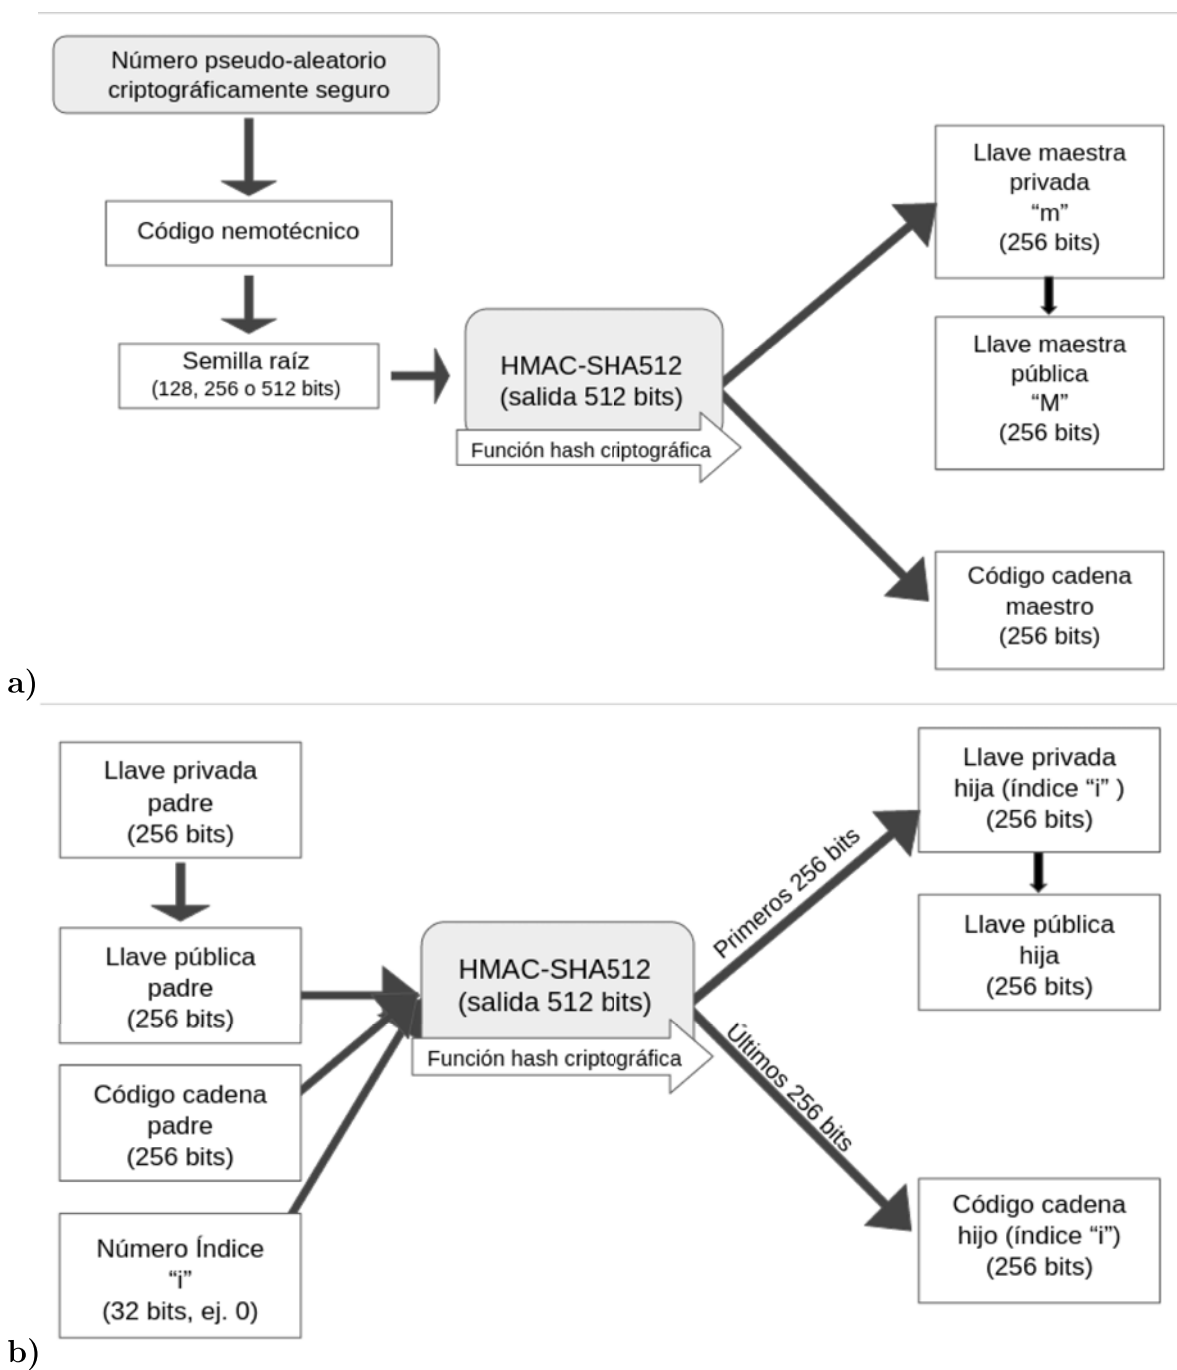 Número pseudo-aleatorio
criptográficamente seguro
Código nemotécnico
Semilla raíz
(128, 256 o 512 bits)
HMAC-SHA512
(salida 512 bits)
Función hash criptográfica
Llave maestra
privada
“m”
(256 bits)
Llave maestra
pública
“M”
(256 bits)
Código cadena
maestro
(256 bits)
a)
Llave privada
padre
(256 bits)
Llave pública
padre
(256 bits)
Código cadena
padre
(256 bits)
Número Índice
“i”
(32 bits, ej. 0)
HMAC-SHA512
(salida 512 bits)
Función hash criptográfica
Primeros 256 bits
Últimos 256 bits
Llave privada
hija (índice “i” )
(256 bits)
Llave pública
hija
(256 bits)
Código cadena
hijo (índice “i”)
(256 bits)
b)